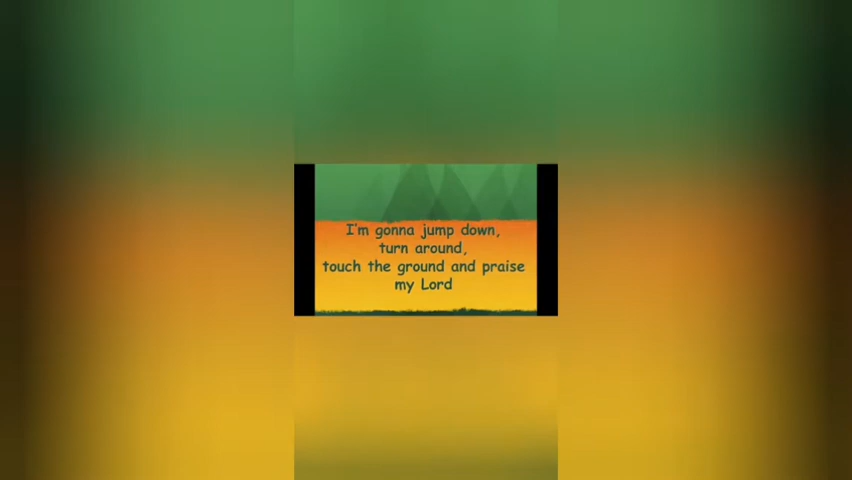 I'm gonna jump down,
turn around,
touch the ground and praise
my Lord